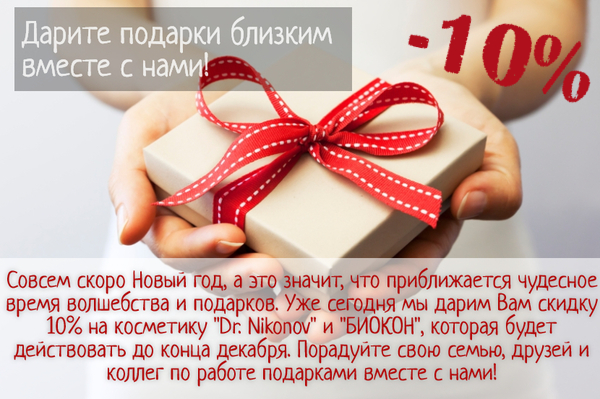 Дарите подарки близким
вместе с нами!
-10%
Совсем скоро Новый год, а это значит, что приближается чудесное
время волшебства и подарков. Уже сегодня мы дарим Вам скидку
10% на косметику "Dr. Nikonov" и "БИОКОН", которая будет
действовать до конца декабря. Порадуйте свою семью, друзей и
коллег по работе подарками вместе с нами!